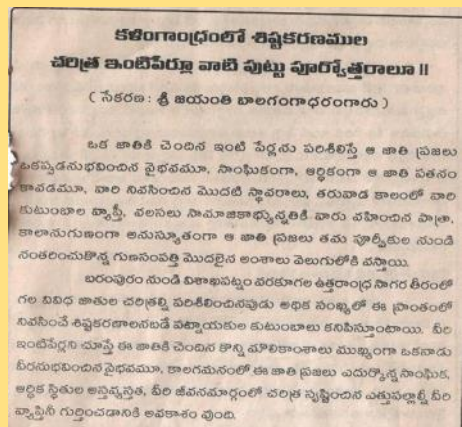 కళింగాంధ్రంలో శిష్టకరణముల
చరిత్ర ఇంటిపేర్లూ వాటి పుట్టు పూర్వోత్తరాలూ !!
( సేకరణ: శ్రీ జయంతి బాలగంగాధరంగారు )
ఒక జాతికి చెందిన ఇంటి పేర్లను పరిశీలిస్తే ఆ జాతి ప్రజలు
ఒకప్పుడనుభవించిన వైభవమూ, సాంఘికంగా, ఆర్థికంగా ఆ జాతి పతనం
కావడమూ, వారి నివసించిన మొదటి స్థావరాలు, తరువాడ కాలంలో వారి
కుటుంబాల వ్యాప్తీ, వలసలు సామాజికాభ్యున్నతికి వారు వహించిన పాత్రా,
కాలానుగుణంగా అనుస్యూతంగా ఆ జాతి ప్రజలు తమ పూర్వీకుల నుండి
సంతరించుకొన్న గుణసంపత్తి మొదలైన అంశాలు వెలుగులోకి వస్తాయి.
బరంపురం నుండి విశాఖపట్నం వరకూగల ఉత్తరాంధ్ర సాగర తీరంలో
గల వివిధ జాతుల చరిత్రల్ని పరిశీలించినపుడు అధిక సంఖ్యలో ఈ ప్రాంతంలో
నివసించే శిష్టకరణాలనబడే పట్నాయకుల కుటుంబాలు కనిపిస్తూంటాయి. వీరి
ఇంటిపేర్లని చూస్తే ఈ జాతికి చెందిన కొన్ని మౌలికాంశాలు ముఖ్యంగా ఒకనాడు
వీరనుభవించిన వైభవమూ, కాలగమనంలో ఈ జాతి ప్రజలు ఎదుర్కొన్న సాంఘిక,
ఆర్థిక స్థితుల అస్తవ్యస్తత, వీరి జీవనమార్గంలో చరిత్ర సృష్టించిన ఎత్తుపల్లాల్నీ వీరి
వ్యాప్తినీ గుర్తించడానికి అవకాశం వుంది.